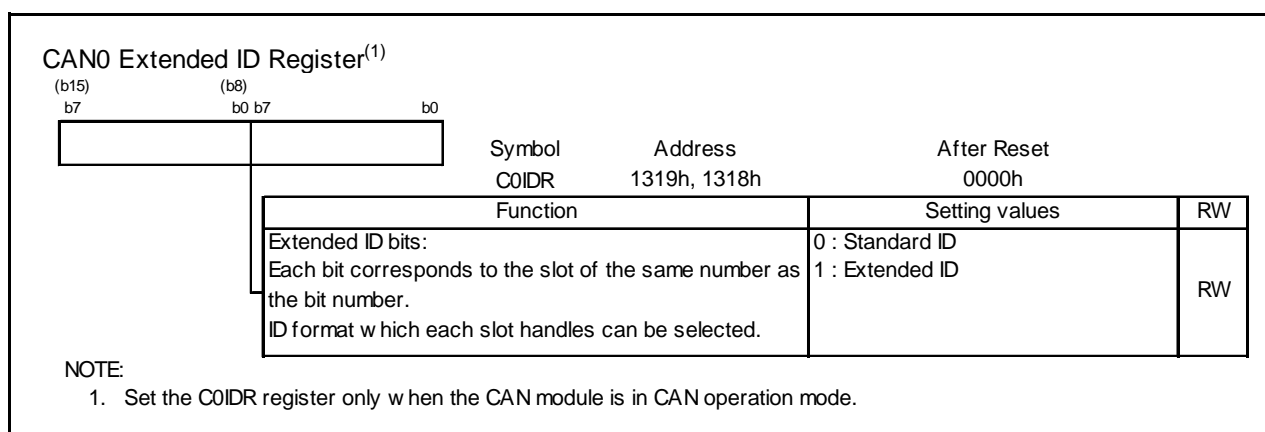 CAN0 Extended ID Register(1)
(b15) (b8)
b7 b0 b7 b0
Symbol Address After Reset
C0IDR 1319h, 1318h 0000h
Function Setting values RW
Extended ID bits: 0 : Standard ID
Each bit corresponds to the slot of the same number as 1 : Extended ID
the bit number. RW
ID format which each slot handles can be selected.
NOTE:
1. Set the C0IDR register only when the CAN module is in CAN operation mode.